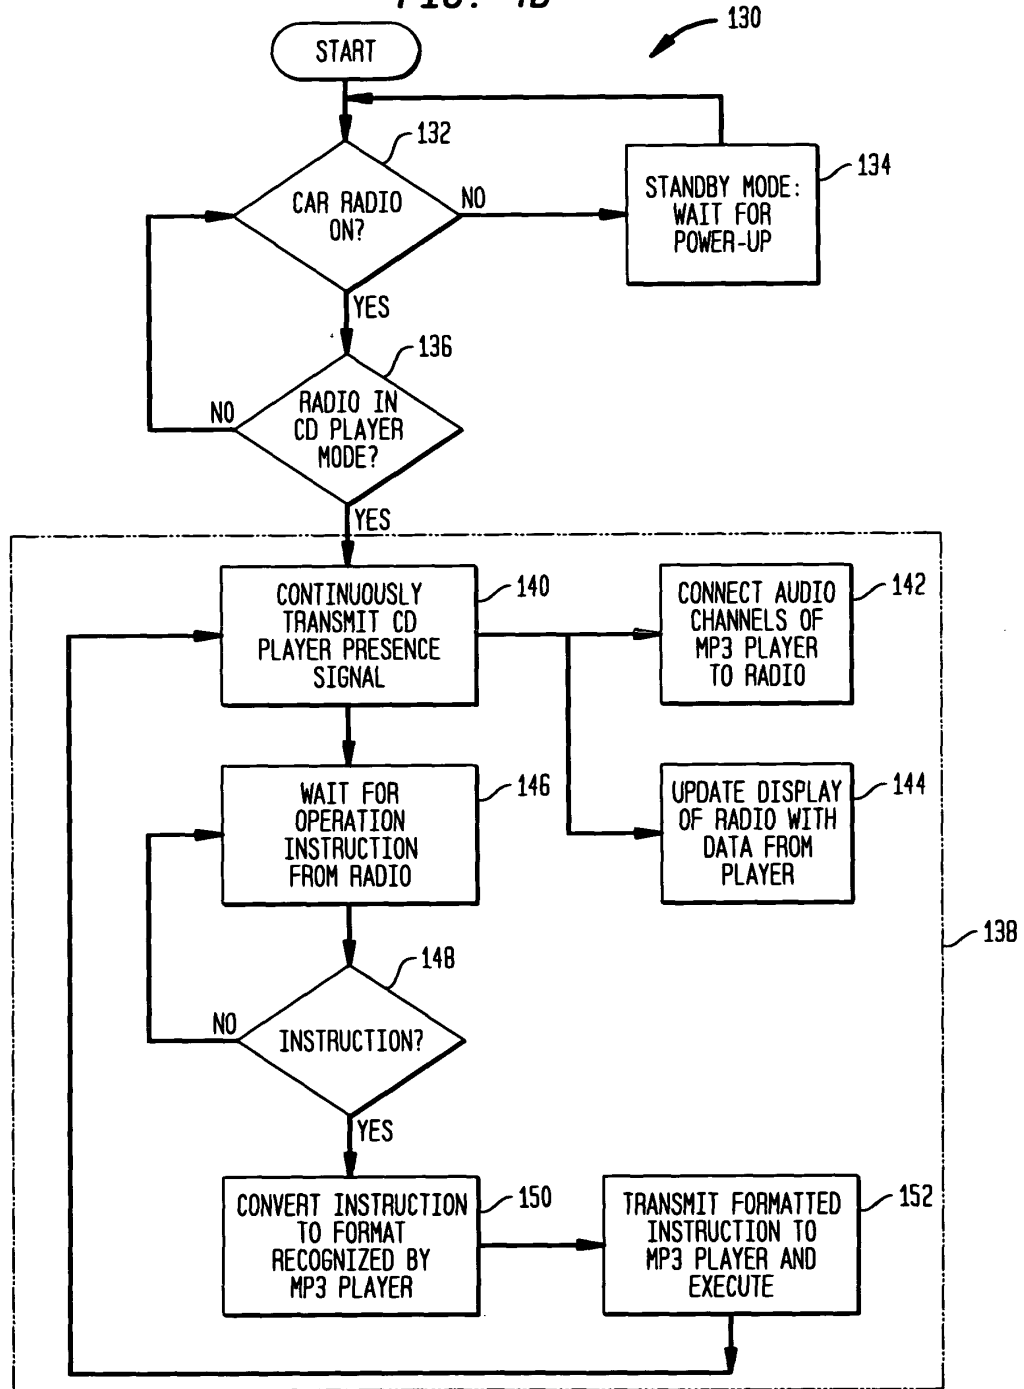 130
START
132
CAR RADIO
ON?
NO
134
STANDBY MODE:
WAIT FOR
POWER-UP
YES
136
RADIO IN
CD PLAYER
MODE?
NO
YES
140
CONTINUOUSLY
TRANSMIT CD
PLAYER PRESENCE
SIGNAL
142
CONNECT AUDIO
CHANNELS OF
MP3 PLAYER
TO RADIO
146
WAIT FOR
OPERATION
INSTRUCTION
FROM RADIO
144
UPDATE DISPLAY
OF RADIO WITH
DATA FROM
PLAYER
138
148
INSTRUCTION?
NO
YES
150
CONVERT INSTRUCTION
TO FORMAT
RECOGNIZED BY
MP3 PLAYER
152
TRANSMIT FORMATTED
INSTRUCTION TO
MP3 PLAYER AND
EXECUTE